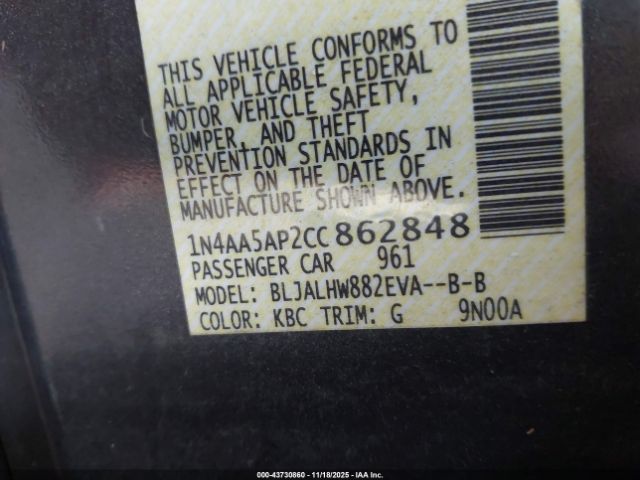 THIS VEHICLE CONFORMS TO
ALL APPLICABLE FEDERAL
MOTOR VEHICLE SAFETY,
BUMPER, AND THEFT
PREVENTION STANDARDS IN
EFFECT ON THE DATE OF
MANUFACTURE SHOWN ABOVE.
1N4AA5AP2CC862848
PASSENGER CAR 961
MODEL: BLJALHW882EVA--B-B
COLOR: KBC TRIM: G 9N00A
000-43730860 - 11/18/2025 - IAA Inc.